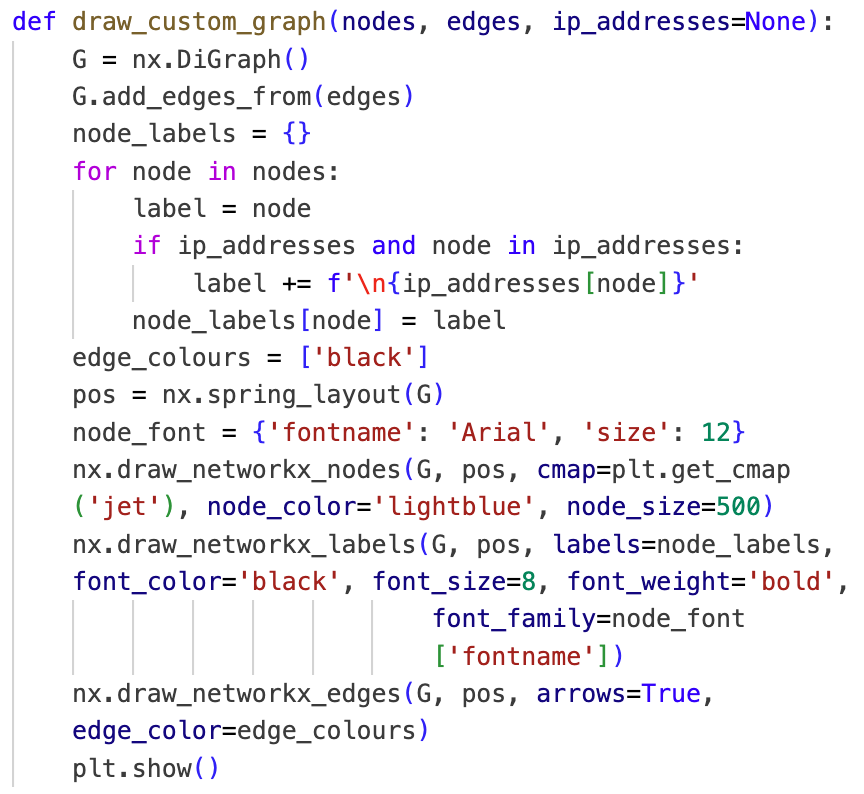 def draw_custom_graph(nodes, edges, ip_addresses=None):
    G = nx.DiGraph()
    G.add_edges_from(edges)
    node_labels = {}
    for node in nodes:
        label = node
        if ip_addresses and node in ip_addresses:
            label += f'\n{ip_addresses[node]}'
        node_labels[node] = label
    edge_colours = ['black']
    pos = nx.spring_layout(G)
    node_font = {'fontname': 'Arial', 'size': 12}
    nx.draw_networkx_nodes(G, pos, cmap=plt.get_cmap
    ('jet'), node_color='lightblue', node_size=500)
    nx.draw_networkx_labels(G, pos, labels=node_labels,
    font_color='black', font_size=8, font_weight='bold',
                            font_family=node_font
                            ['fontname'])
    nx.draw_networkx_edges(G, pos, arrows=True,
    edge_color=edge_colours)
    plt.show()